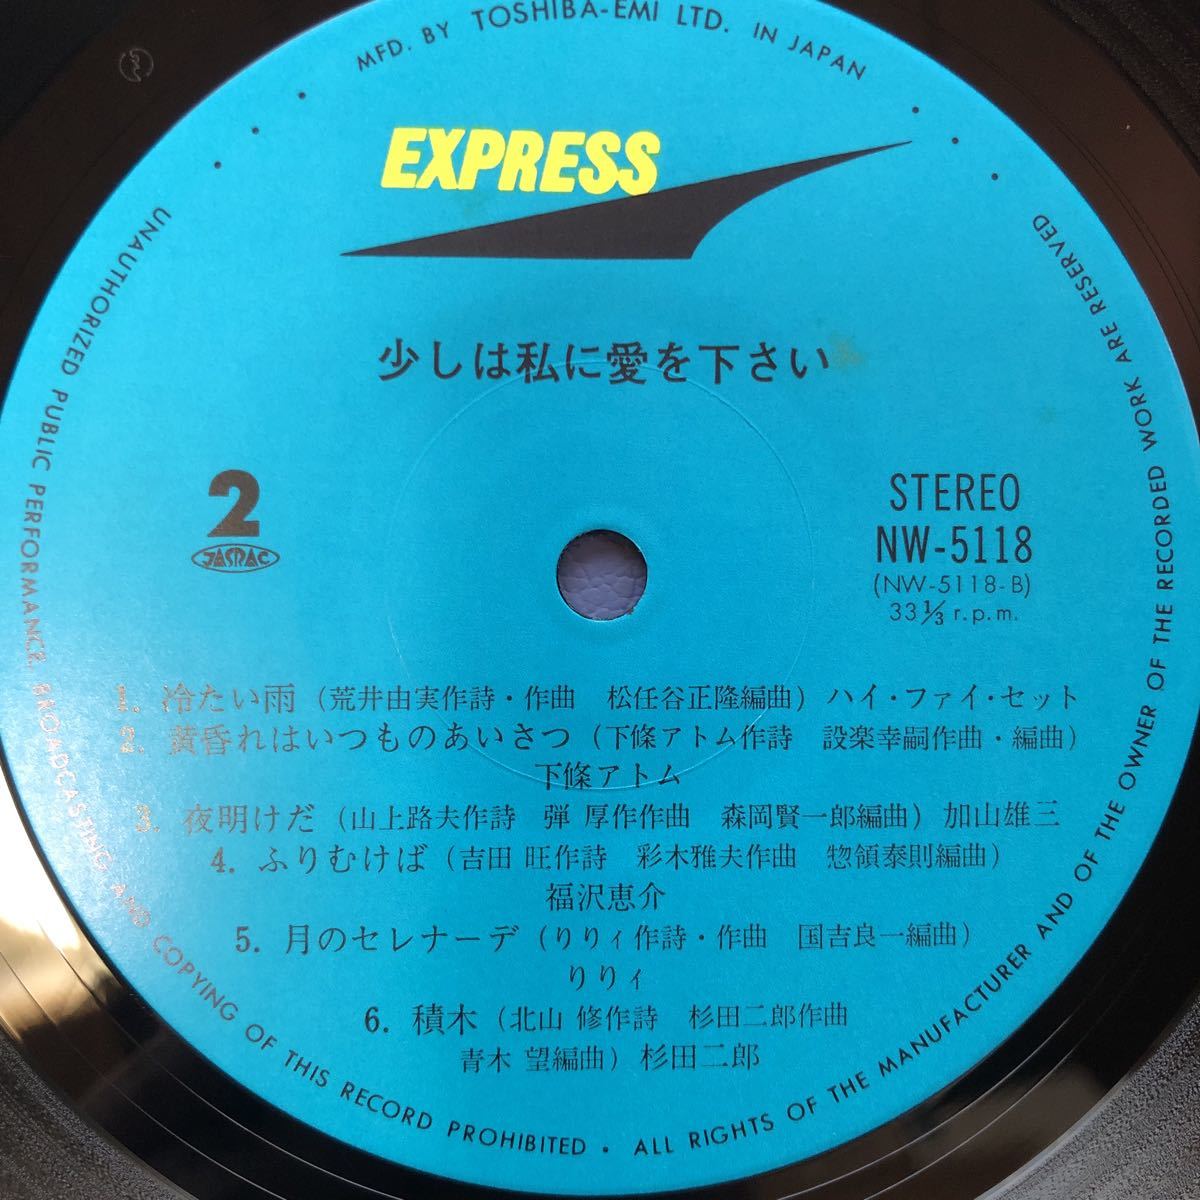 MFD. BY TOSHIBA-EMI LTD. IN JAPAN
EXPRESS
少しは私に愛を下さい
2
JASRAC
STEREO
NW-5118
(NW-5118-B)
33 1/3 r.p.m.
1. 冷たい雨 (荒井由実作詩・作曲 松任谷正隆編曲) ハイ・ファイ・セット
2. 黄昏れはいつものあいさつ (下條アトム作詩 設楽幸嗣作曲・編曲)
下條アトム
3. 夜明けだ (山上路夫作詩 弾 厚作作曲 森岡賢一郎編曲) 加山雄三
4. ふりむけば (吉田 旺作詩 彩木雅夫作曲 惣領泰則編曲)
福沢恵介
5. 月のセレナーデ (りりィ作詩・作曲 国吉良一編曲)
りりィ
6. 積木 (北山 修作詩 杉田二郎作曲
青木 望編曲) 杉田二郎
UNAUTHORIZED PUBLIC PERFORMANCE, BROADCASTING AND COPYING OF THIS RECORD PROHIBITED • ALL RIGHTS OF THE MANUFACTURER AND OF THE OWNER OF THE RECORDED WORK ARE RESERVED